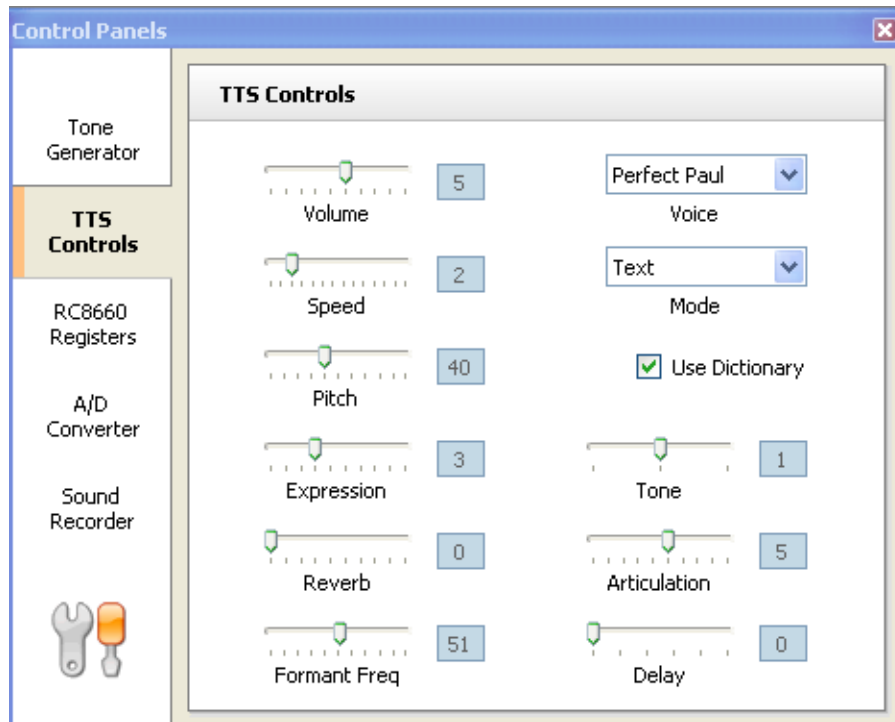 Control Panels
Tone
Generator
TTS
Controls
RC8660
Registers
A/D
Converter
Sound
Recorder
TTS Controls
5
Volume
Perfect Paul
Voice
2
Speed
Text
Mode
40
Pitch
Use Dictionary
3
Expression
1
Tone
0
Reverb
5
Articulation
51
Formant Freq
0
Delay